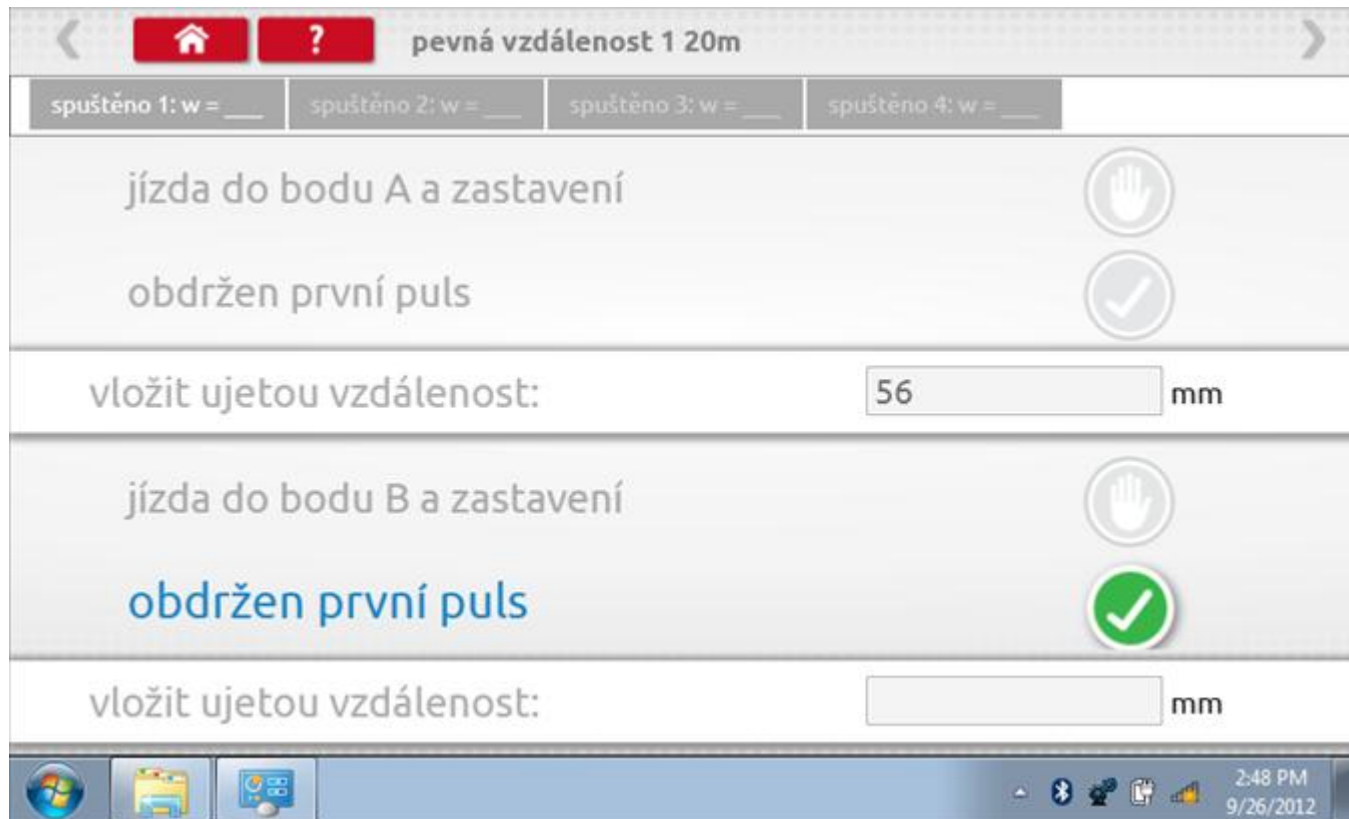 ? pevná vzdálenost 1 20m
spuštěno 1: w = ___ spuštěno 2: w = ___ spuštěno 3: w = ___ spuštěno 4: w = ___
jízda do bodu A a zastavení
obdržen první puls
vložit ujetou vzdálenost: 56 mm
jízda do bodu B a zastavení
obdržen první puls
vložit ujetou vzdálenost: mm
2:48 PM
9/26/2012